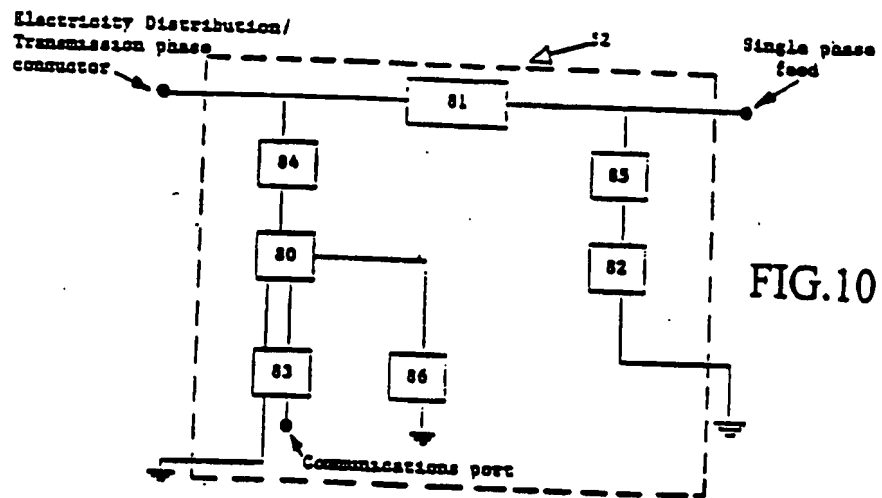 Electricity Distribution/
Transmission phase
conductor
52
Single phase
feed
81
84
85
80
82
FIG.10
83
86
Communications port